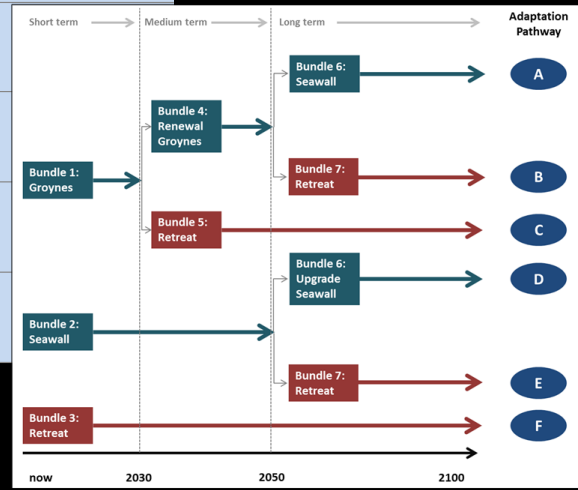 Short term
Medium term
Long term
Adaptation
Pathway
Bundle 6:
Seawall
A
Bundle 4:
Renewal
Groynes
Bundle 1:
Groynes
Bundle 7:
Retreat
B
Bundle 5:
Retreat
C
Bundle 6:
Upgrade
Seawall
D
Bundle 2:
Seawall
Bundle 7:
Retreat
E
Bundle 3:
Retreat
F
now
2030
2050
2100